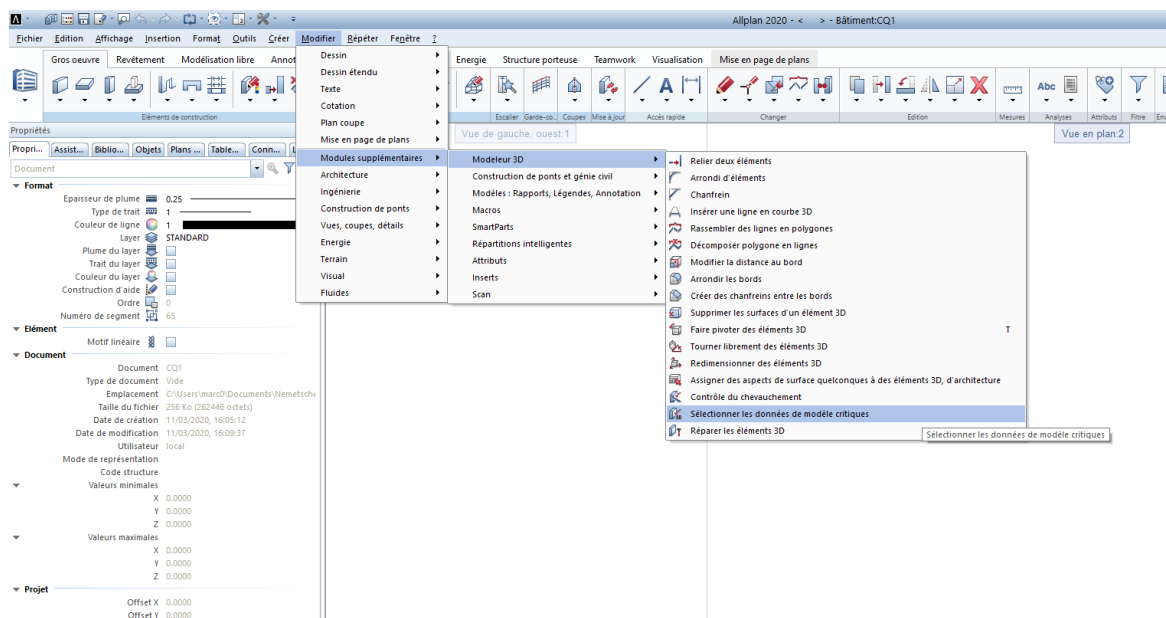 Allplan 2020 - < > - Bâtiment:CQ1
Fichier Edition Affichage Insertion Format Outils Créer Modifier Répéter Fenêtre ?
Gros oeuvre Revêtement Modélisation libre Annot
Energie Structure porteuse Teamwork Visualisation Mise en page de plans
Eléments de construction
Escalier Garde-co... Coupes Mise à jour Accès rapide Changer Edition Mesures Analyses Attributs Filtre
Abc
Propriétés
Propri... Assist... Biblio... Objets Plans ... Table... Conn...
Document
Format
Epaisseur de plume 0.25
Type de trait 1
Couleur de ligne 1
Layer STANDARD
Plume du layer
Trait du layer
Couleur du layer
Construction d'aide
Ordre 0
Numéro de segment 65
Elément
Motif linéaire
Document
Document CQ1
Type de document Vide
Emplacement C:\Users\marc0\Documents\Nemetsche
Taille du fichier 256 Ko (262446 octets)
Date de création 11/03/2020, 16:05:12
Date de modification 11/03/2020, 16:09:37
Utilisateur local
Mode de représentation
Code structure
Valeurs minimales
X 0.0000
Y 0.0000
Z 0.0000
Valeurs maximales
X 0.0000
Y 0.0000
Z 0.0000
Projet
Offset X 0.0000
Offset Y 0.0000
Dessin
Dessin étendu
Texte
Cotation
Plan coupe
Mise en page de plans
Modules supplémentaires
Architecture
Ingénierie
Construction de ponts
Vues, coupes, détails
Energie
Terrain
Visual
Fluides
Vue de gauche, ouest:1
Vue en plan:2
Modeleur 3D
Construction de ponts et génie civil
Modèles : Rapports, Légendes, Annotation
Macros
SmartParts
Répartitions intelligentes
Attributs
Inserts
Scan
Relier deux éléments
Arrondi d'éléments
Chanfrein
Insérer une ligne en courbe 3D
Rassembler des lignes en polygones
Décomposer polygone en lignes
Modifier la distance au bord
Arrondir les bords
Créer des chanfreins entre les bords
Supprimer les surfaces d'un élément 3D
Faire pivoter des éléments 3D T
Tourner librement des éléments 3D
Redimensionner des éléments 3D
Assigner des aspects de surface quelconques à des éléments 3D, d'architecture
Contrôle du chevauchement
Sélectionner les données de modèle critiques
Réparer les éléments 3D
Sélectionner les données de modèle critiques